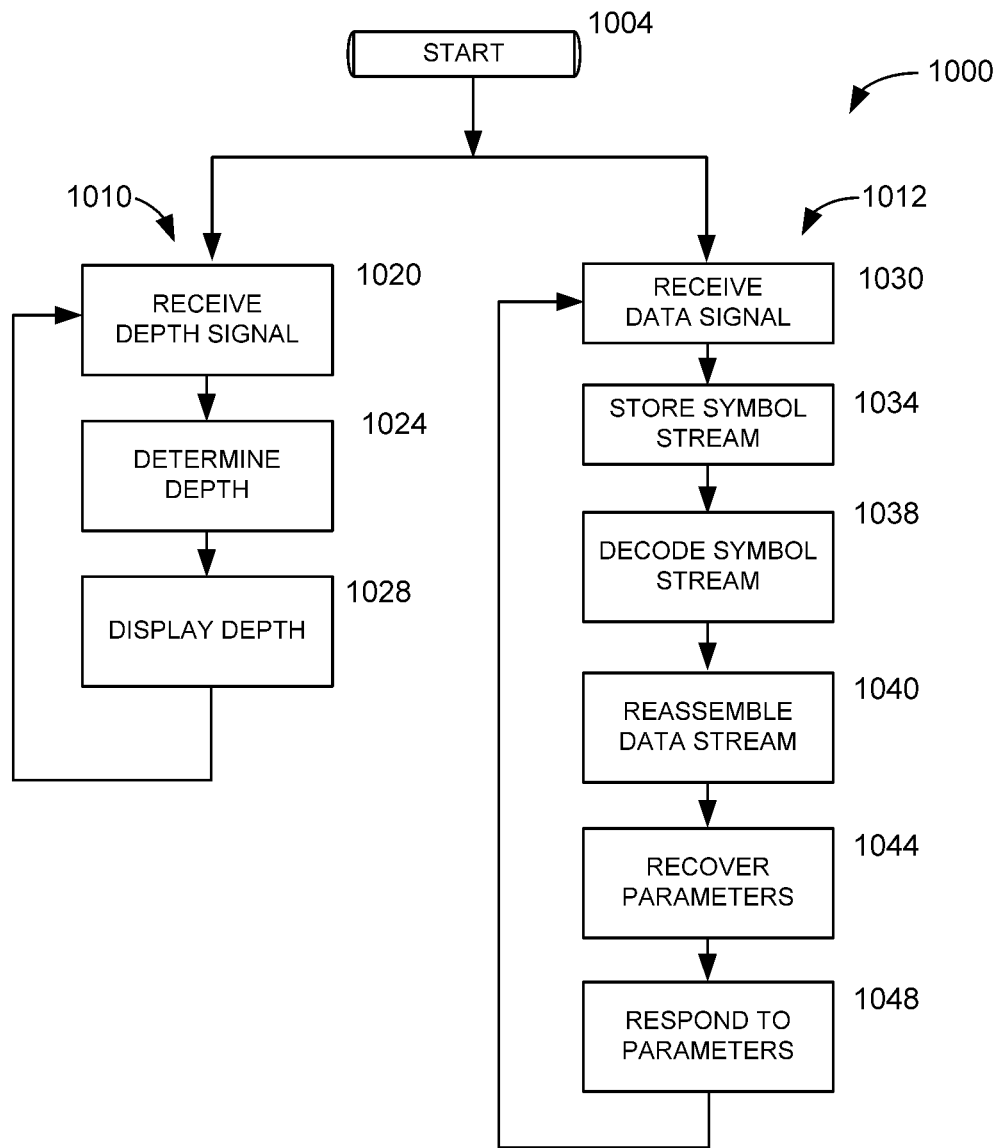 1004
START
1000
1010
1012
1020
RECEIVE
DEPTH SIGNAL
1024
DETERMINE
DEPTH
1028
DISPLAY DEPTH
1030
RECEIVE
DATA SIGNAL
1034
STORE SYMBOL
STREAM
1038
DECODE SYMBOL
STREAM
1040
REASSEMBLE
DATA STREAM
1044
RECOVER
PARAMETERS
1048
RESPOND TO
PARAMETERS